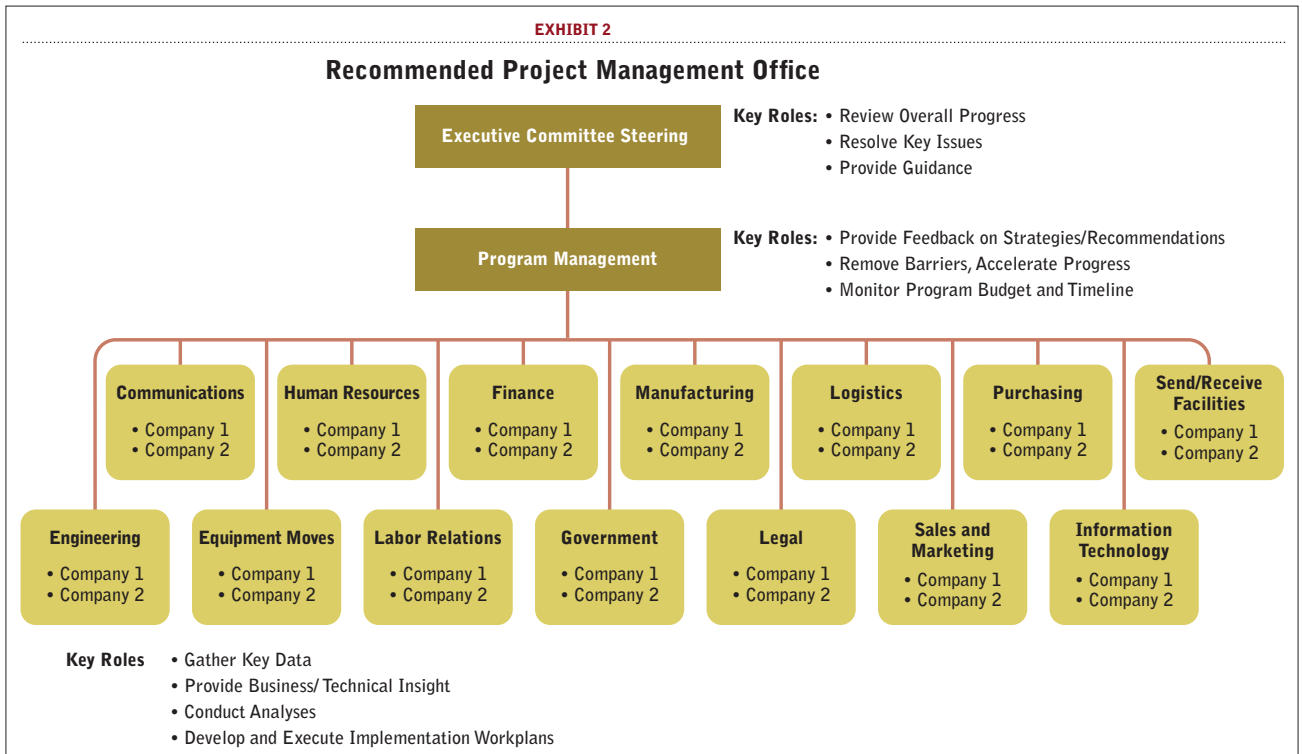 EXHIBIT 2
Recommended Project Management Office
Executive Committee Steering
Key Roles: • Review Overall Progress
• Resolve Key Issues
• Provide Guidance
Program Management
Key Roles: • Provide Feedback on Strategies/Recommendations
• Remove Barriers, Accelerate Progress
• Monitor Program Budget and Timeline
Communications
• Company 1
• Company 2
Human Resources
• Company 1
• Company 2
Finance
• Company 1
• Company 2
Manufacturing
• Company 1
• Company 2
Logistics
• Company 1
• Company 2
Purchasing
• Company 1
• Company 2
Send/Receive
Facilities
• Company 1
• Company 2
Engineering
• Company 1
• Company 2
Equipment Moves
• Company 1
• Company 2
Labor Relations
• Company 1
• Company 2
Government
• Company 1
• Company 2
Legal
• Company 1
• Company 2
Sales and
Marketing
• Company 1
• Company 2
Information
Technology
• Company 1
• Company 2
Key Roles • Gather Key Data
• Provide Business/ Technical Insight
• Conduct Analyses
• Develop and Execute Implementation Workplans